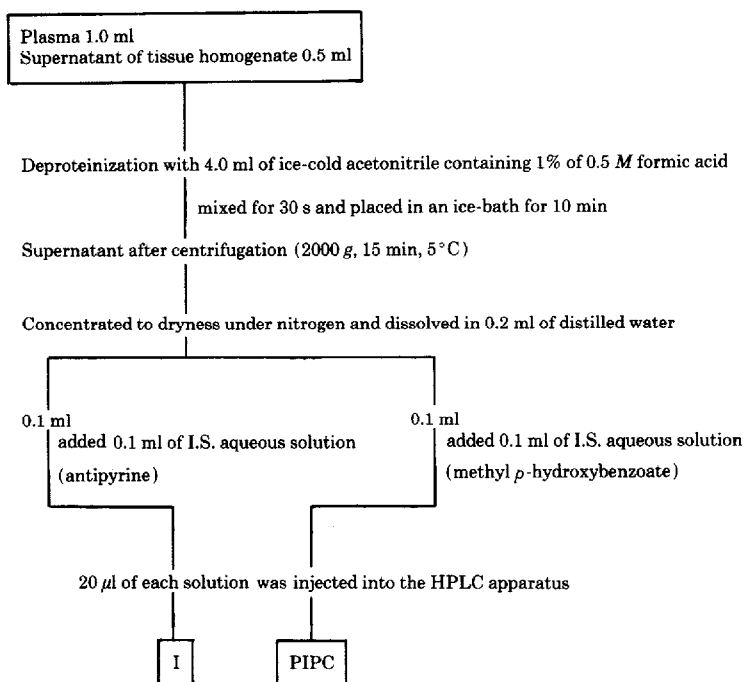 Plasma 1.0 ml
Supernatant of tissue homogenate 0.5 ml
Deproteinization with 4.0 ml of ice-cold acetonitrile containing 1% of 0.5 M formic acid
mixed for 30 s and placed in an ice-bath for 10 min
Supernatant after centrifugation (2000 g, 15 min, 5°C)
Concentrated to dryness under nitrogen and dissolved in 0.2 ml of distilled water
0.1 ml
added 0.1 ml of I.S. aqueous solution
(antipyrine)
0.1 ml
added 0.1 ml of I.S. aqueous solution
(methyl p-hydroxybenzoate)
20 μl of each solution was injected into the HPLC apparatus
I
PIPC